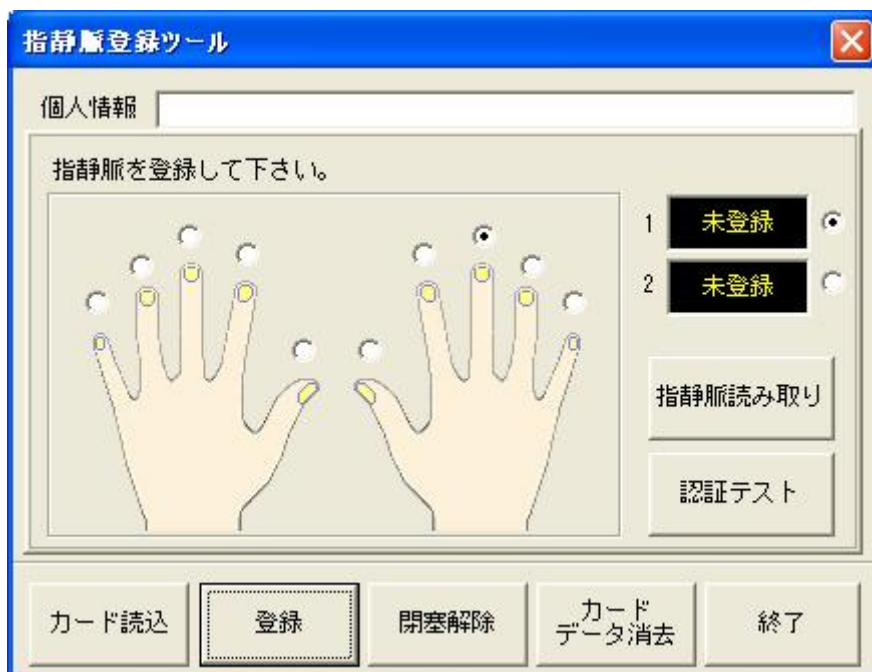 指静脈登録ツール
個人情報
指静脈を登録して下さい。
1 未登録
2 未登録
指静脈読み取り
認証テスト
カード読込
登録
閉塞解除
カード
データ消去
終了